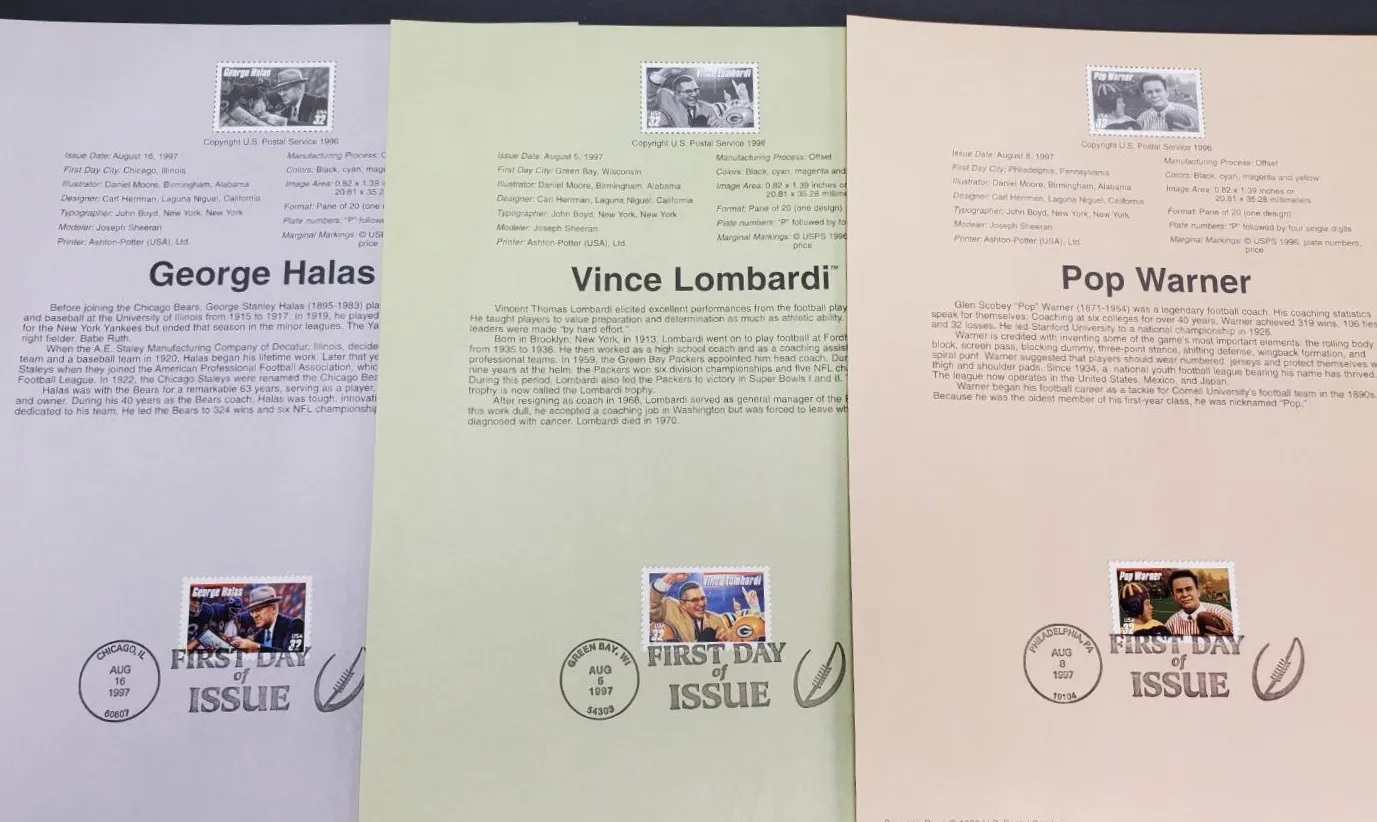 George Halas
USA
32
Copyright U.S. Postal Service 1996
Issue Date: August 16, 1997
First Day City: Chicago, Illinois
Illustrator: Daniel Moore, Birmingham, Alabama
Designer: Carl Herrman, Laguna Niguel, California
Typographer: John Boyd, New York, New York
Modeler: Joseph Sheeran
Printer: Ashton-Potter (USA), Ltd.
Manufacturing Process:
Colors: Black, cyan,
Image Area: 0.82 x 1.39
20.81 x 35.2
Format: Pane of 20 (one
Plate numbers: "P"
Marginal Markings: ©
price
George Halas
Before joining the Chicago Bears, George Stanley Halas (1895-1983)
and baseball at the University of Illinois from 1915 to 1917. In 1919, he played
for the New York Yankees but ended that season in the minor leagues. The
right fielder, Babe Ruth.
When the A.E. Staley Manufacturing Company of Decatur, Illinois,
team and a baseball team in 1920, Halas began his lifetime work. Later that
Staleys when they joined the American Professional Football Association,
Football League. In 1922, the Chicago Staleys were renamed the Chicago
Halas was with the Bears for a remarkable 63 years, serving as a player,
and owner. During his 40 years as the Bears coach, Halas was tough,
dedicated to his team. He led the Bears to 324 wins and six NFL
George Halas
USA
32
CHICAGO, IL
AUG
16
1997
60607
FIRST DAY
of
ISSUE
Vince Lombardi
USA
32
Copyright U.S. Postal Service 1996
Issue Date: August 5, 1997
First Day City: Green Bay, Wisconsin
Illustrator: Daniel Moore, Birmingham, Alabama
Designer: Carl Herrman, Laguna Niguel, California
Typographer: John Boyd, New York, New York
Modeler: Joseph Sheeran
Printer: Ashton-Potter (USA), Ltd.
Manufacturing Process: Offset
Colors: Black, cyan, magenta and
Image Area: 0.82 x 1.39 inches or
20.81 x 35.28
Format: Pane of 20 (one design)
Plate numbers: "P" followed by
Marginal Markings: © USPS 1996
price
Vince Lombardi™
Vincent Thomas Lombardi elicited excellent performances from the football
He taught players to value preparation and determination as much as athletic ability.
leaders were made "by hard effort."
Born in Brooklyn, New York, in 1913, Lombardi went on to play football at
from 1935 to 1936. He then worked as a high school coach and as a coaching
professional teams. In 1959, the Green Bay Packers appointed him head coach.
nine years at the helm, the Packers won six division championships and five NFL
During this period, Lombardi also led the Packers to victory in Super Bowls I and II.
trophy is now called the Lombardi trophy.
After resigning as coach in 1968, Lombardi served as general manager of the
this work dull, he accepted a coaching job in Washington but was forced to leave
diagnosed with cancer. Lombardi died in 1970.
Vince Lombardi
USA
32
G
GREEN BAY, WI
AUG
5
1997
54303
FIRST DAY
of
ISSUE
Pop Warner
USA
32
Copyright U.S. Postal Service 1996
Issue Date: August 8, 1997
First Day City: Philadelphia, Pennsylvania
Illustrator: Daniel Moore, Birmingham, Alabama
Designer: Carl Herrman, Laguna Niguel, California
Typographer: John Boyd, New York, New York
Modeler: Joseph Sheeran
Printer: Ashton-Potter (USA), Ltd.
Manufacturing Process: Offset
Colors: Black, cyan, magenta and yellow
Image Area: 0.82 x 1.39 inches or
20.81 x 35.28 millimeters
Format: Pane of 20 (one design)
Plate numbers: "P" followed by four single digits
Marginal Markings: © USPS 1996, plate numbers,
price
Pop Warner
Glen Scobey "Pop" Warner (1871-1954) was a legendary football coach. His coaching statistics
speak for themselves: Coaching at six colleges for over 40 years, Warner achieved 319 wins, 106
and 32 losses. He led Stanford University to a national championship in 1926.
Warner is credited with inventing some of the game's most important elements: the rolling body
block, screen pass, blocking dummy, three-point stance, shifting defense, wingback formation, and
spiral punt. Warner suggested that players should wear numbered jerseys and protect themselves
thigh and shoulder pads. Since 1934, a national youth football league bearing his name has thrived.
The league now operates in the United States, Mexico, and Japan.
Warner began his football career as a tackle for Cornell University's football team in the 1890s.
Because he was the oldest member of his first-year class, he was nicknamed "Pop."
Pop Warner
32
PHILADELPHIA, PA
AUG
8
1997
19104
FIRST DAY
of
ISSUE